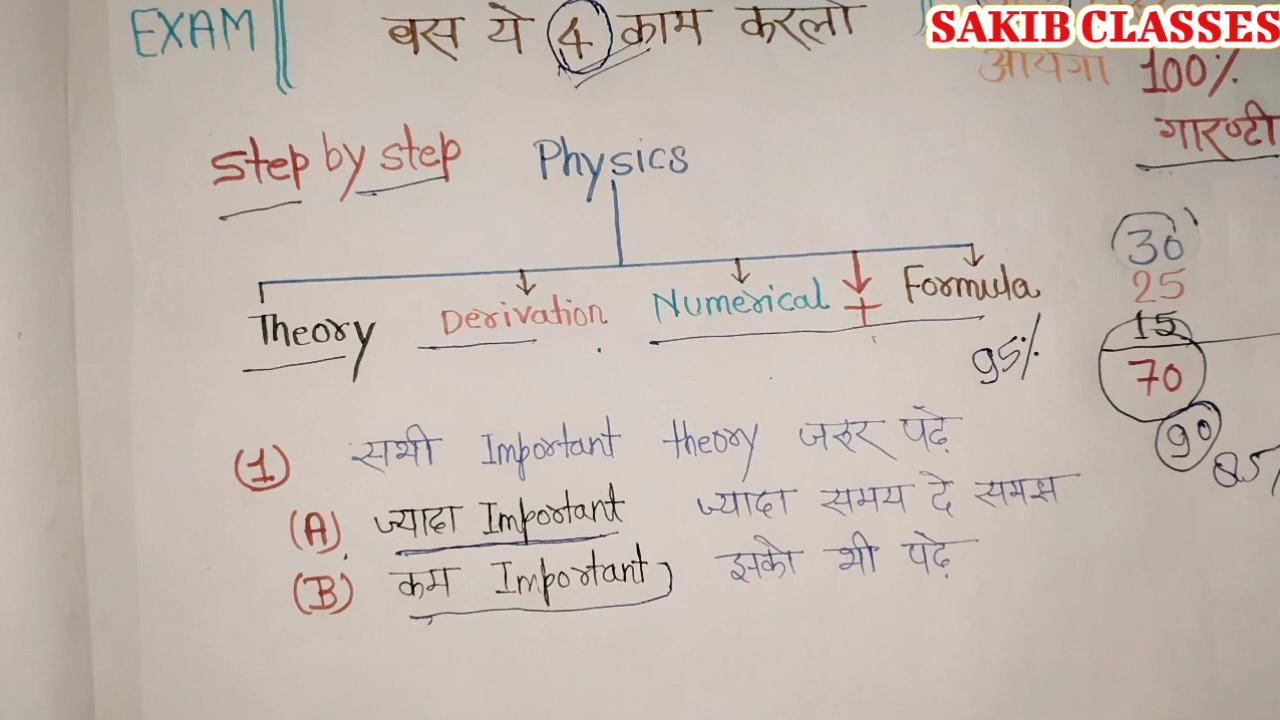 EXAM || बस ये 4 काम करलो
SAKIB CLASSES
आयेगा 100%
गारण्टी
Step by step Physics
Theory Derivation Numerical + Formula
95%
30
25
15
70
90
(1) सभी Important theory जरुर पढ़े
(A) ज्यादा Important ज्यादा समय दे समझ
(B) कम Important इसको भी पढ़े